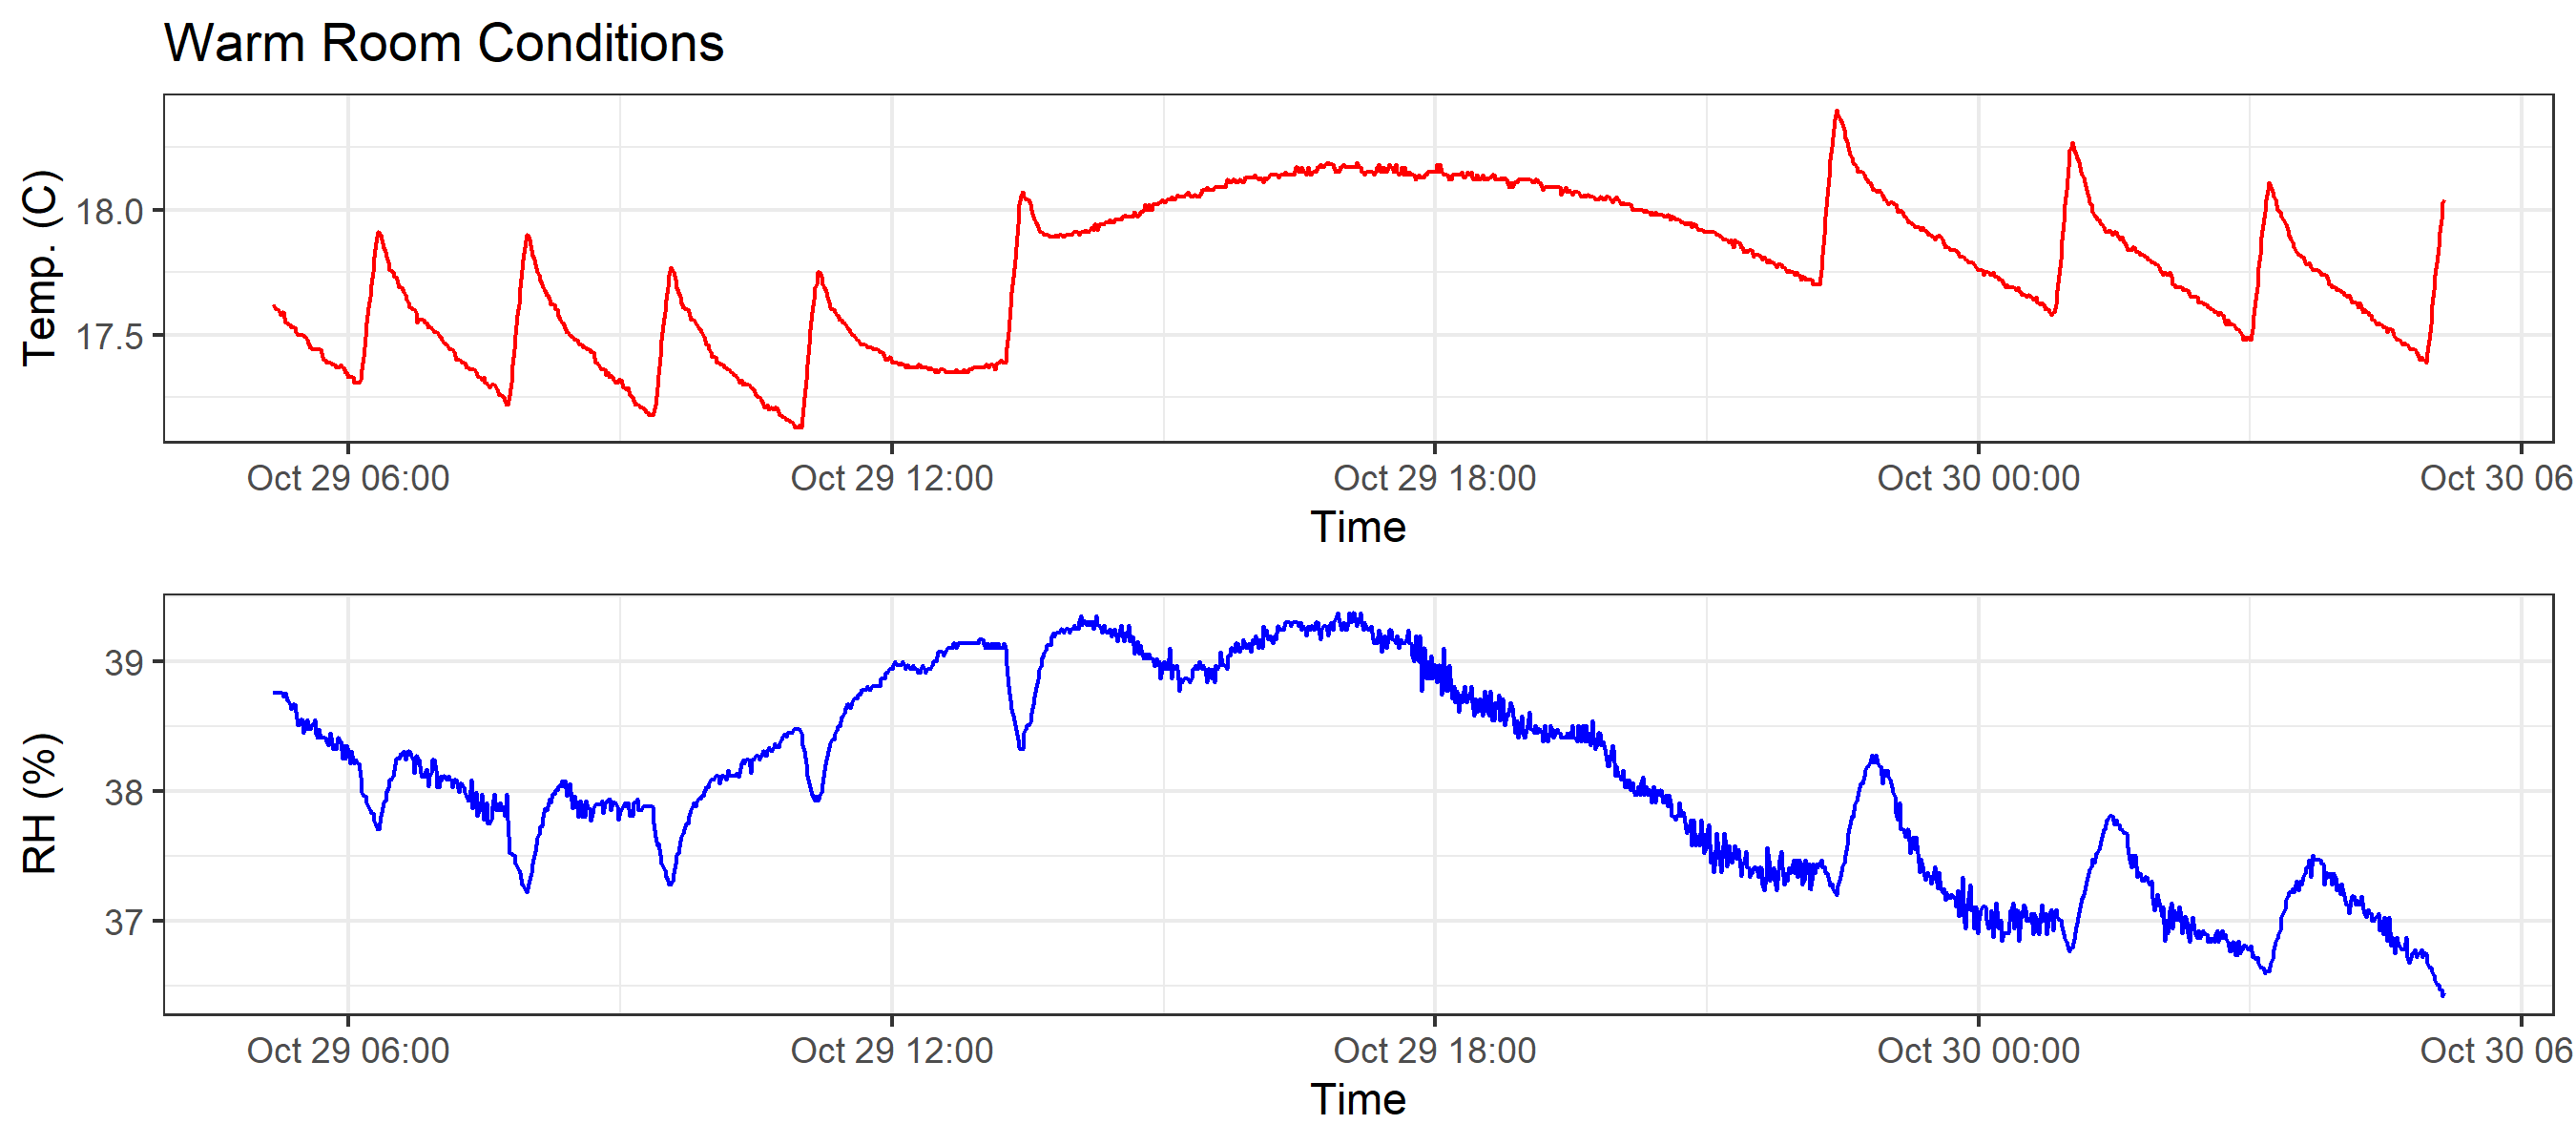 Warm Room Conditions
Temp. (C)
18.0
17.5
Oct 29 06:00 Oct 29 12:00 Oct 29 18:00 Oct 30 00:00 Oct 30 06
Time
RH (%)
39
38
37
Oct 29 06:00 Oct 29 12:00 Oct 29 18:00 Oct 30 00:00 Oct 30 06
Time